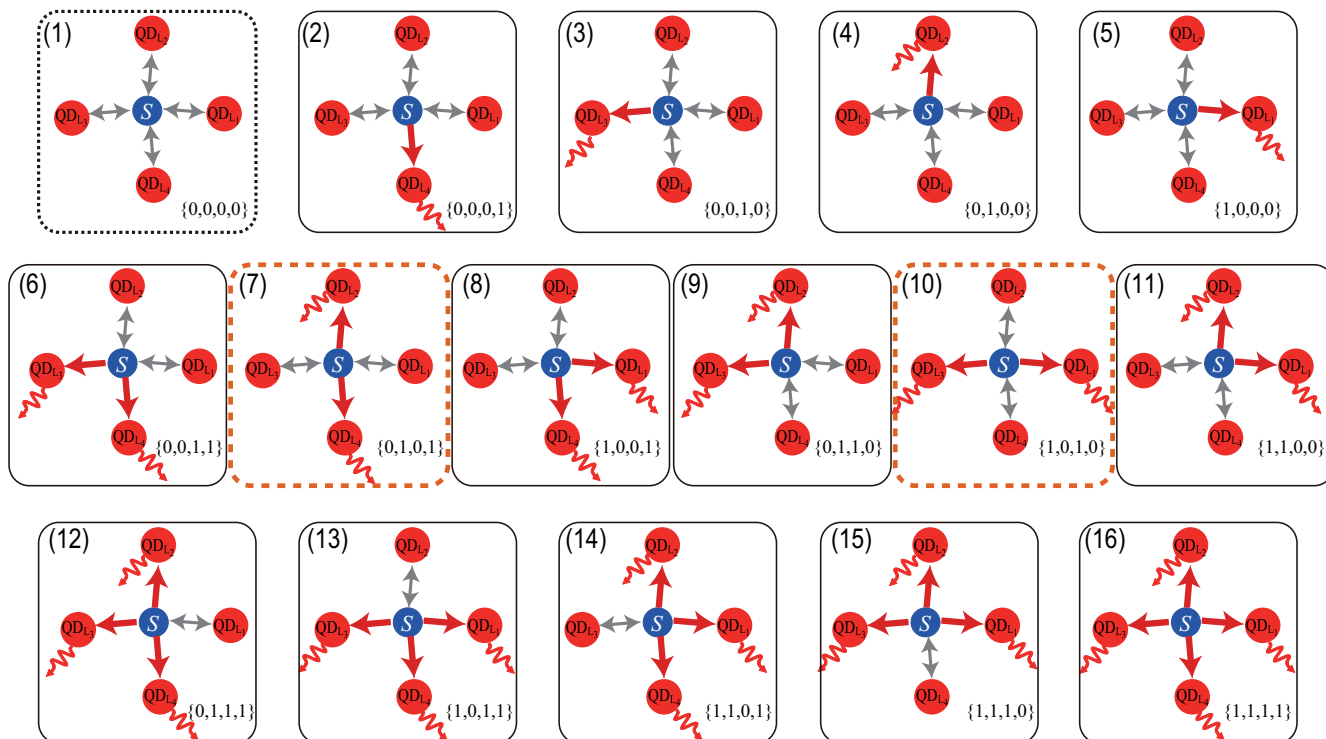 (1)
QD_L2
QD_L3 S QD_L1
QD_L4
{0,0,0,0}
(2)
QD_L2
QD_L3 S QD_L1
QD_L4
{0,0,0,1}
(3)
QD_L2
QD_L3 S QD_L1
QD_L4
{0,0,1,0}
(4)
QD_L2
QD_L3 S QD_L1
QD_L4
{0,1,0,0}
(5)
QD_L2
QD_L3 S QD_L1
QD_L4
{1,0,0,0}
(6)
QD_L2
QD_L3 S QD_L1
QD_L4
{0,0,1,1}
(7)
QD_L2
QD_L3 S QD_L1
QD_L4
{0,1,0,1}
(8)
QD_L2
QD_L3 S QD_L1
QD_L4
{1,0,0,1}
(9)
QD_L2
QD_L3 S QD_L1
QD_L4
{0,1,1,0}
(10)
QD_L2
QD_L3 S QD_L1
QD_L4
{1,0,1,0}
(11)
QD_L2
QD_L3 S QD_L1
QD_L4
{1,1,0,0}
(12)
QD_L2
QD_L3 S QD_L1
QD_L4
{0,1,1,1}
(13)
QD_L2
QD_L3 S QD_L1
QD_L4
{1,0,1,1}
(14)
QD_L2
QD_L3 S QD_L1
QD_L4
{1,1,0,1}
(15)
QD_L2
QD_L3 S QD_L1
QD_L4
{1,1,1,0}
(16)
QD_L2
QD_L3 S QD_L1
QD_L4
{1,1,1,1}